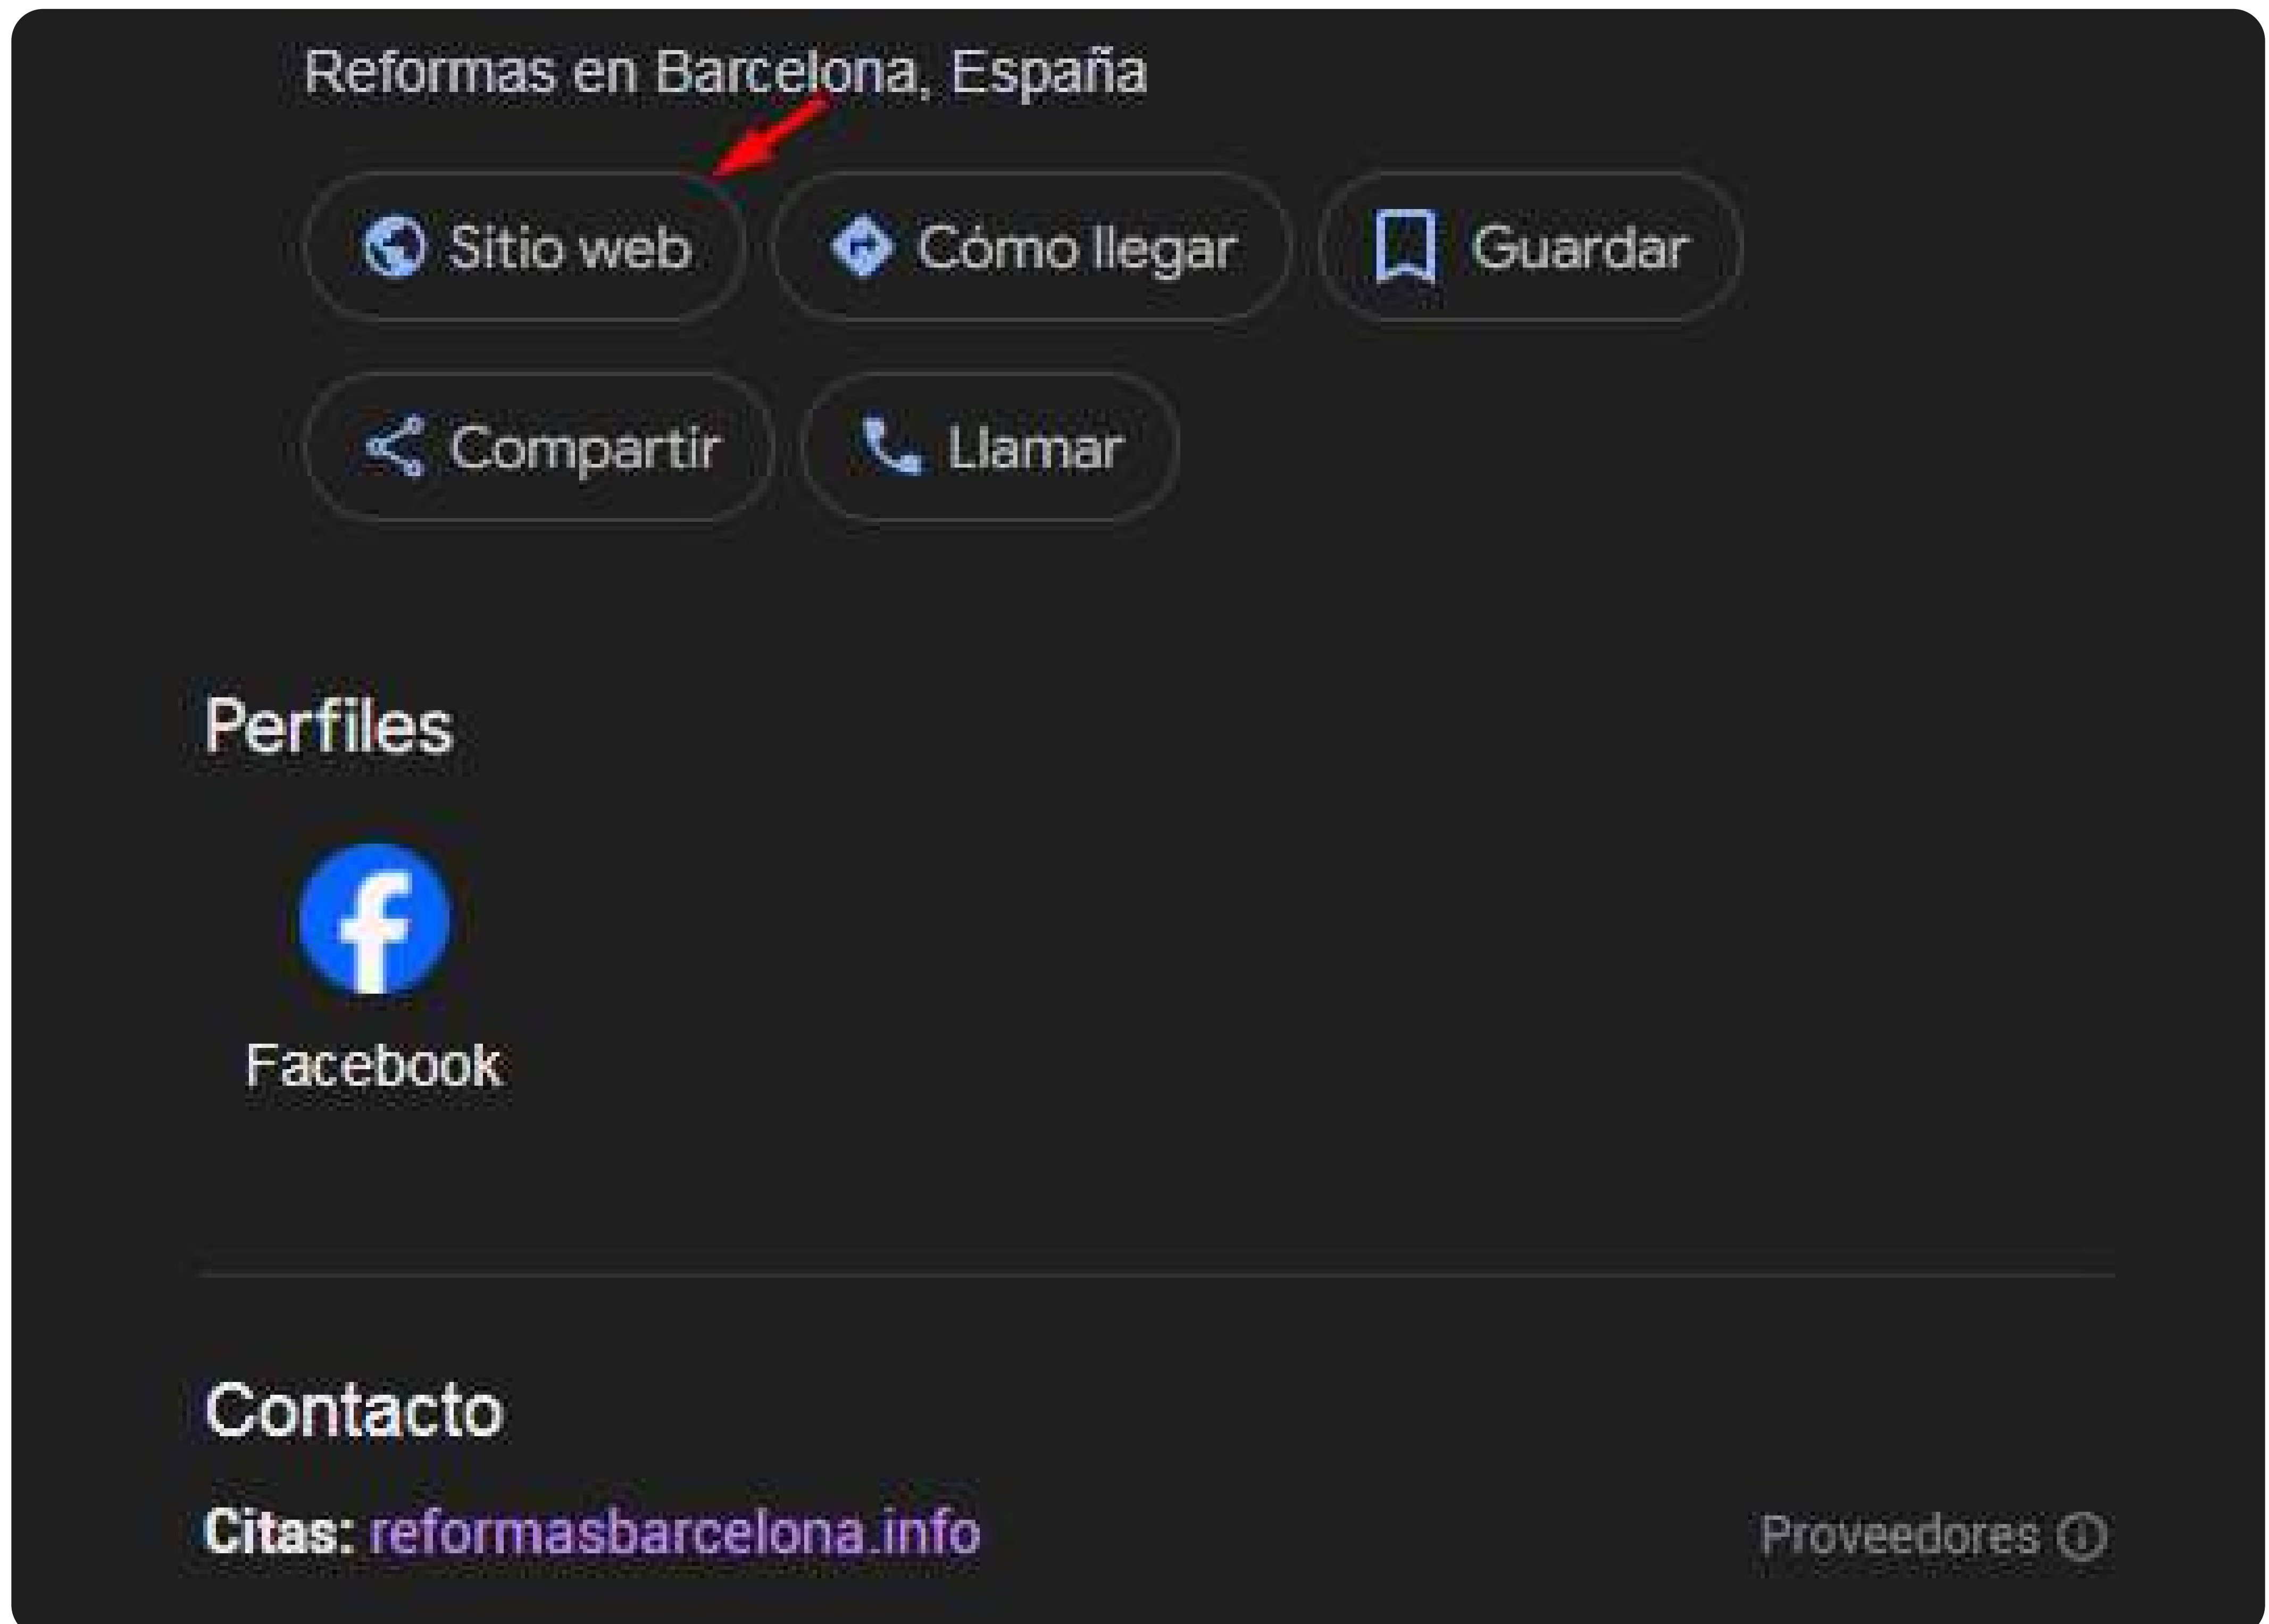 Reformas en Barcelona, España
Sitio web Cómo llegar Guardar
Compartir Llamar
Perfiles
Facebook
Contacto
Citas: reformasbarcelona.info Proveedores